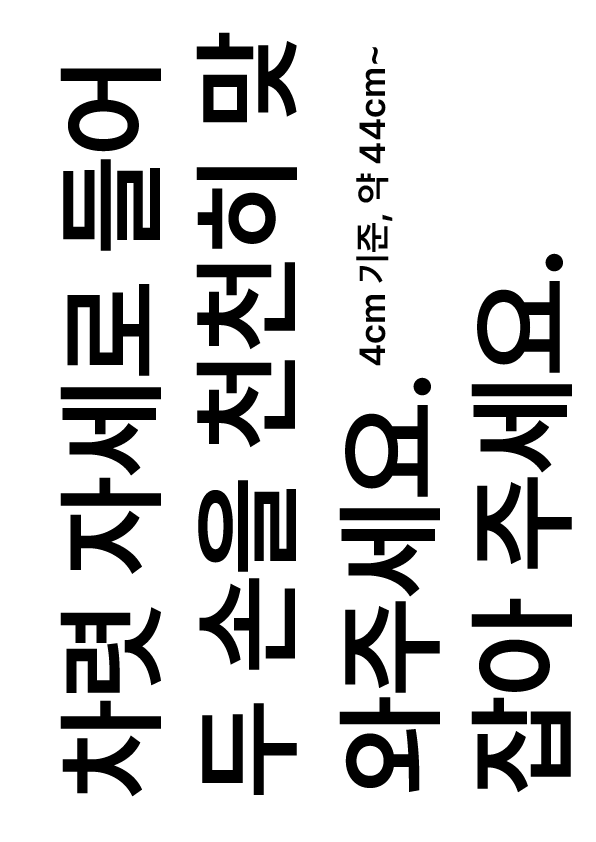 차렷 자세로 들어
두 손을 천천히 맞
와주세요. 4cm 기준, 약 44cm~
잡아 주세요.